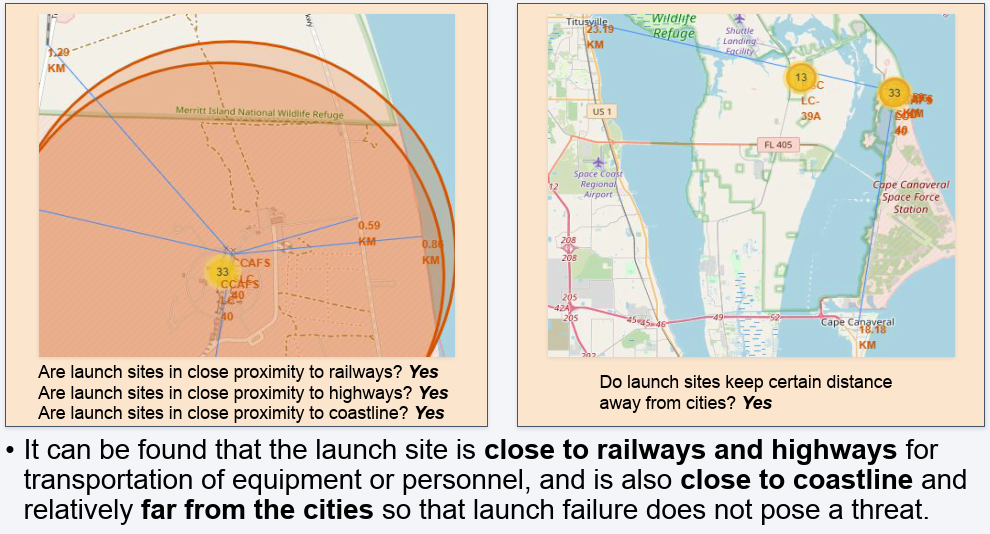 1.29
KM
kwy
Merritt Island National Wildlife Refuge
0.59
KM
0.86
KM
33
CCAFS
LC-
CCAFS
40
LC-
40
Are launch sites in close proximity to railways? Yes
Are launch sites in close proximity to highways? Yes
Are launch sites in close proximity to coastline? Yes
Titusville
23.19
KM
Wildlife
Refuge
Shuttle
Landing
Facility
13
SC
LC-
39A
33
KM
40
US 1
FL 405
Space Coast
Regional
Airport
Cape Canaveral
Space Force
Station
12
208
208
205
42A
205
45
45
46
49
52
202
Cape Canaveral
18.18
KM
Do launch sites keep certain distance
away from cities? Yes
• It can be found that the launch site is close to railways and highways for
transportation of equipment or personnel, and is also close to coastline and
relatively far from the cities so that launch failure does not pose a threat.